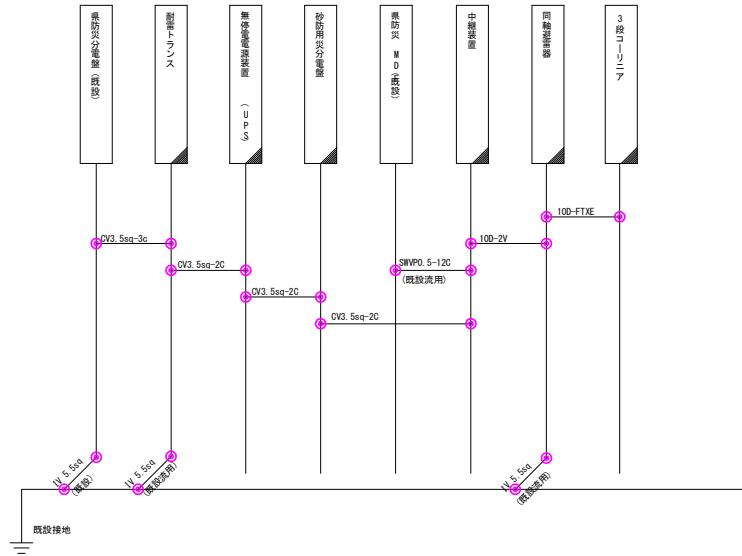 県防災分電盤（既設）
耐雷トランス
無停電電源装置 （UPS）
砂防用災分電盤
県防災 MDF（既設）
中継装置
同軸避雷器
3段コーリニア
10D-FTXE
CV3.5sq-3c
10D-2V
CV3.5sq-2C
SWVP0.5-12C
(既設流用)
CV3.5sq-2C
CV3.5sq-2C
IV 5.5sq
(既設)
IV 5.5sq
(既設流用)
IV 5.5sq
(既設流用)
既設接地